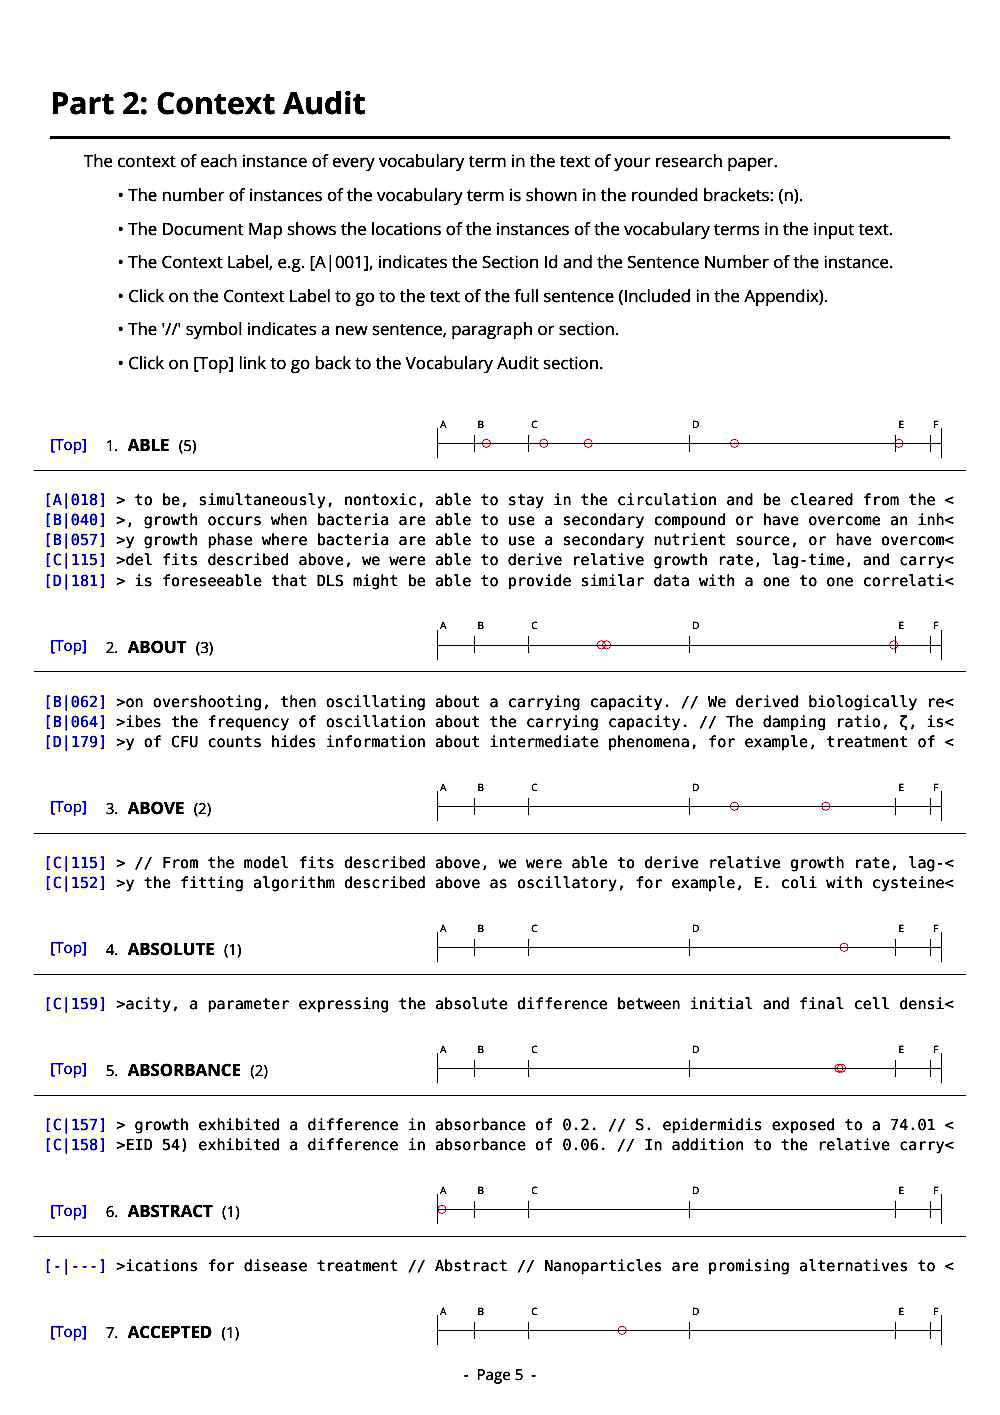 Part 2: Context Audit
The context of each instance of every vocabulary term in the text of your research paper.
• The number of instances of the vocabulary term is shown in the rounded brackets: (n).
• The Document Map shows the locations of the instances of the vocabulary terms in the input text.
• The Context Label, e.g. [A|001], indicates the Section Id and the Sentence Number of the instance.
• Click on the Context Label to go to the text of the full sentence (Included in the Appendix).
• The '//' symbol indicates a new sentence, paragraph or section.
• Click on [Top] link to go back to the Vocabulary Audit section.
A B C D E F
[Top] 1. ABLE (5)
[A|018] > to be, simultaneously, nontoxic, able to stay in the circulation and be cleared from the <
[B|040] >, growth occurs when bacteria are able to use a secondary compound or have overcome an inh<
[B|057] >y growth phase where bacteria are able to use a secondary nutrient source, or have overcom<
[C|115] >del fits described above, we were able to derive relative growth rate, lag-time, and carry<
[D|181] > is foreseeable that DLS might be able to provide similar data with a one to one correlati<
A B C D E F
[Top] 2. ABOUT (3)
[B|062] >on overshooting, then oscillating about a carrying capacity. // We derived biologically re<
[B|064] >ibes the frequency of oscillation about the carrying capacity. // The damping ratio, ζ, is<
[D|179] >y of CFU counts hides information about intermediate phenomena, for example, treatment of <
A B C D E F
[Top] 3. ABOVE (2)
[C|115] > // From the model fits described above, we were able to derive relative growth rate, lag-<
[C|152] >y the fitting algorithm described above as oscillatory, for example, E. coli with cysteine<
A B C D E F
[Top] 4. ABSOLUTE (1)
[C|159] >acity, a parameter expressing the absolute difference between initial and final cell densi<
A B C D E F
[Top] 5. ABSORBANCE (2)
[C|157] > growth exhibited a difference in absorbance of 0.2. // S. epidermidis exposed to a 74.01 <
[C|158] >EID 54) exhibited a difference in absorbance of 0.06. // In addition to the relative carry<
A B C D E F
[Top] 6. ABSTRACT (1)
[-|---] >ications for disease treatment // Abstract // Nanoparticles are promising alternatives to <
A B C D E F
[Top] 7. ACCEPTED (1)
- Page 5 -